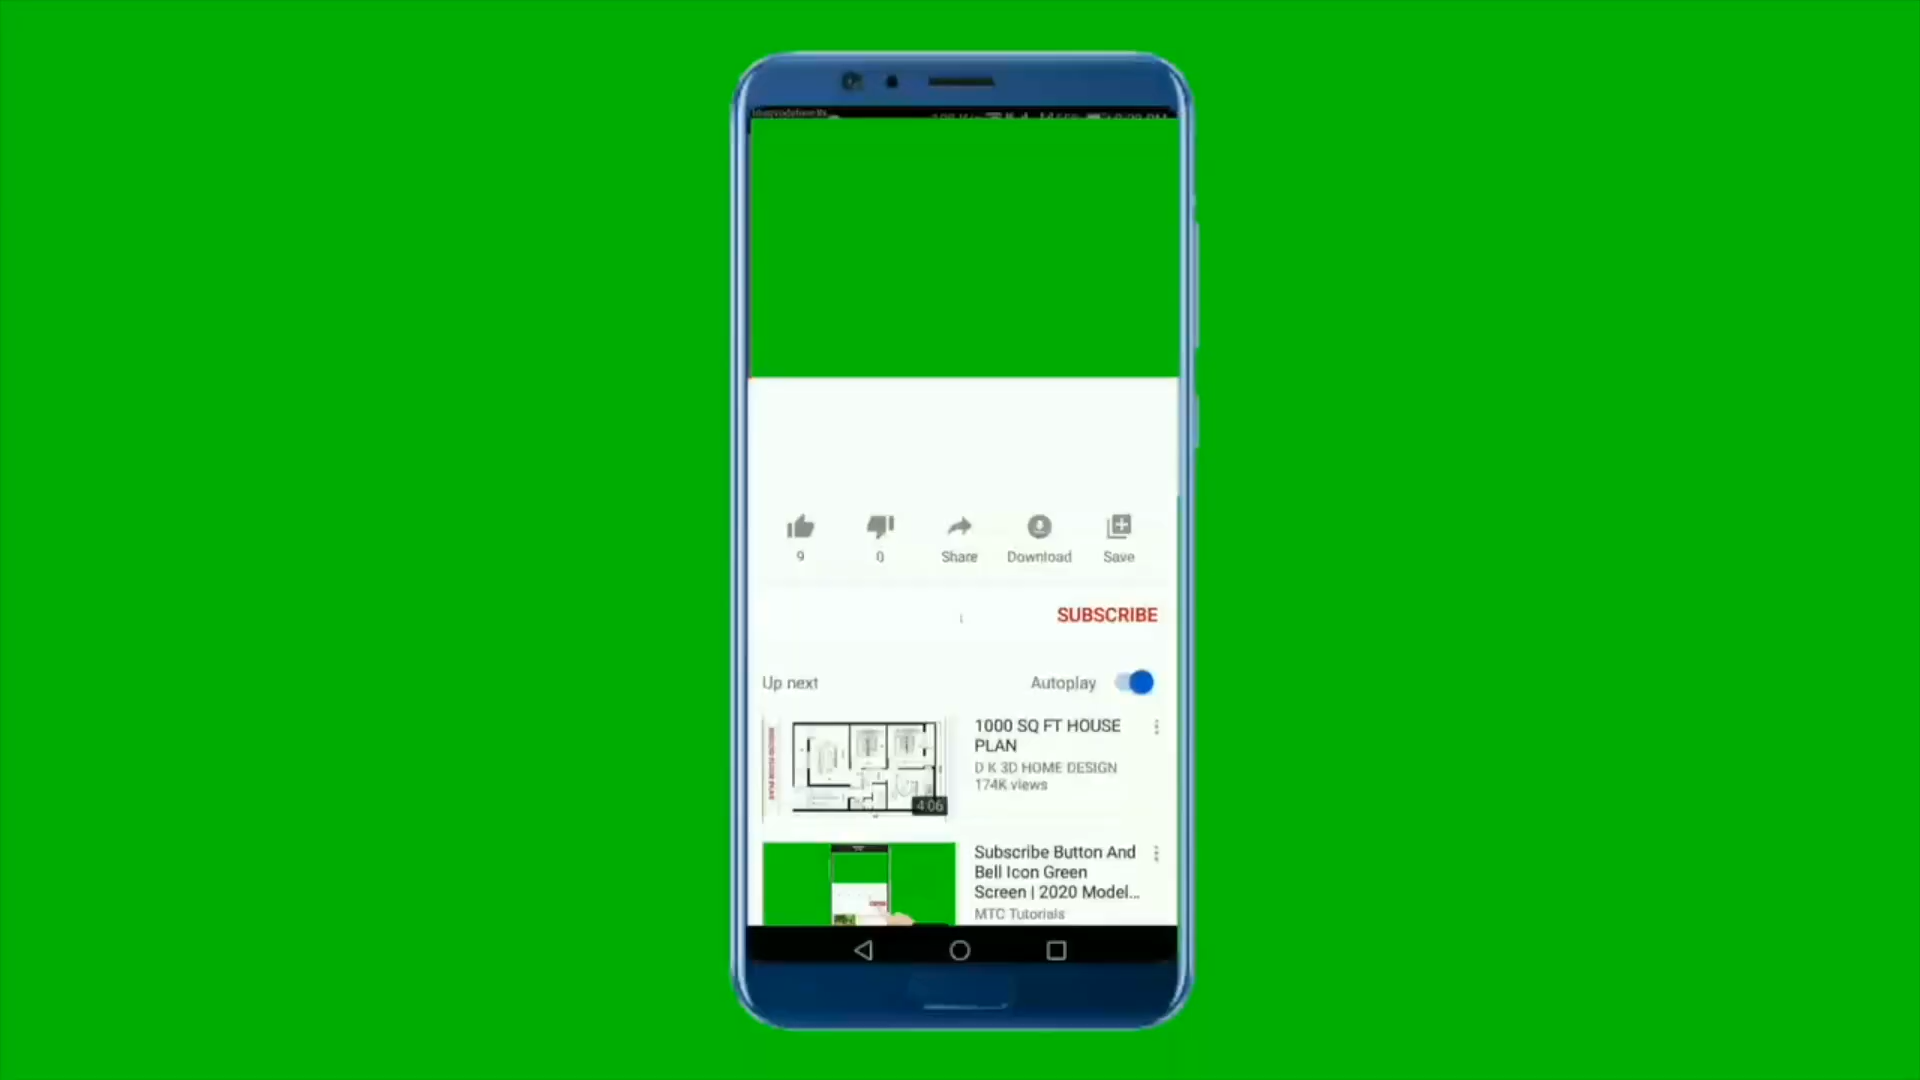 9
0
Share
Download
Save
SUBSCRIBE
Up next
Autoplay
1000 SQ FT HOUSE
PLAN
D K 3D HOME DESIGN
174K views
4:06
Subscribe Button And
Bell Icon Green
Screen | 2020 Model...
MTC Tutorials